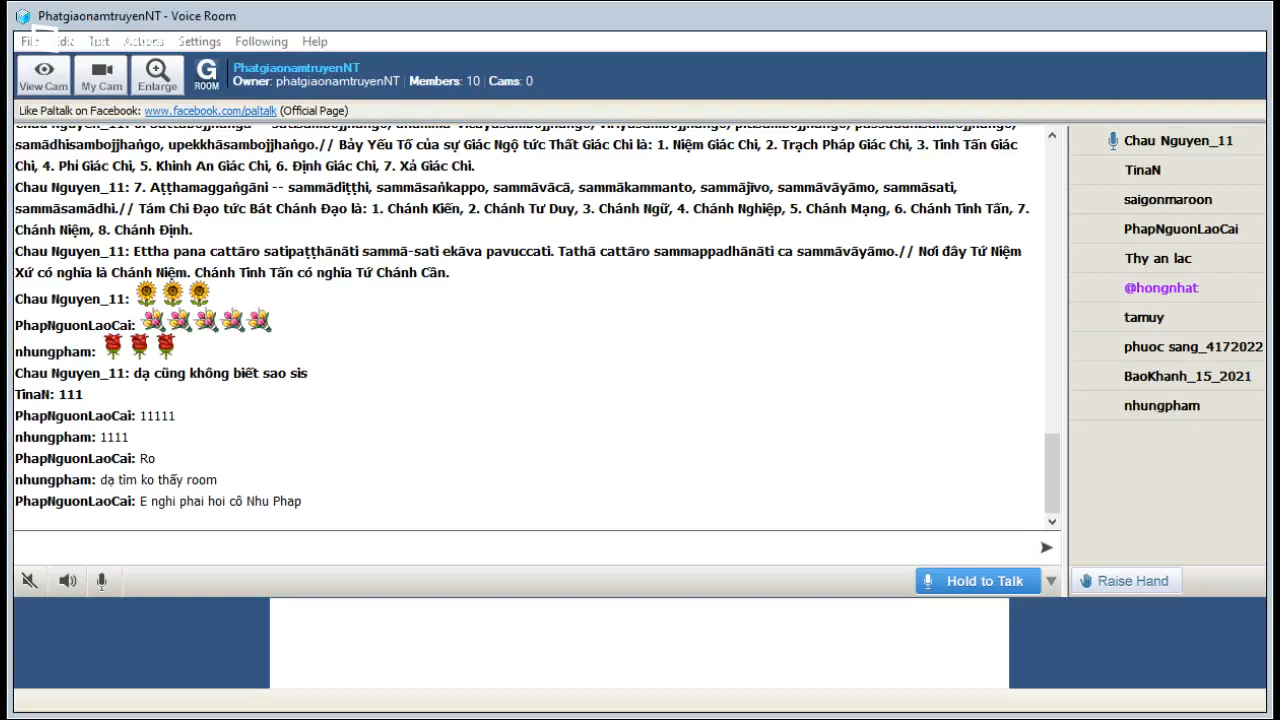 PhatgiaonamtruyenNT - Voice Room
Text Actions Settings Following Help
View Cam My Cam Enlarge G ROOM
PhatgiaonamtruyenNT
Owner: phatgiaonamtruyenNT | Members: 10 | Cams: 0
Like Paltalk on Facebook: www.facebook.com/paltalk (Official Page)
samādhisambojjhaṅgo, upekkhāsambojjhaṅgo.// Bảy Yếu Tố của sự Giác Ngộ tức Thất Giác Chi là: 1. Niệm Giác Chi, 2. Trạch Pháp Giác Chi, 3. Tinh Tấn Giác
Chi, 4. Phỉ Giác Chi, 5. Khinh An Giác Chi, 6. Định Giác Chi, 7. Xả Giác Chi.
Chau Nguyen_11: 7. Aṭṭhamaggaṅgāni -- sammādiṭṭhi, sammāsaṅkappo, sammāvācā, sammākammanto, sammājīvo, sammāvāyāmo, sammāsati,
sammāsamādhi.// Tám Chi Đạo tức Bát Chánh Đạo là: 1. Chánh Kiến, 2. Chánh Tư Duy, 3. Chánh Ngữ, 4. Chánh Nghiệp, 5. Chánh Mạng, 6. Chánh Tinh Tấn, 7.
Chánh Niệm, 8. Chánh Định.
Chau Nguyen_11: Ettha pana cattāro satipaṭṭhānāti sammā-sati ekāva pavuccati. Tathā cattāro sammappadhānāti ca sammāvāyāmo.// Nơi đây Tứ Niệm
Xứ có nghĩa là Chánh Niệm. Chánh Tinh Tấn có nghĩa Tứ Chánh Cần.
Chau Nguyen_11:
PhapNguonLaoCai:
nhungpham:
Chau Nguyen_11: dạ cũng không biết sao sis
TinaN: 111
PhapNguonLaoCai: 11111
nhungpham: 1111
PhapNguonLaoCai: Ro
nhungpham: dạ tìm ko thấy room
PhapNguonLaoCai: E nghi phai hoi cô Nhu Phap
Chau Nguyen_11
TinaN
saigonmaroon
PhapNguonLaoCai
Thy an lac
@hongnhat
tamuy
phuoc sang_4172022
BaoKhanh_15_2021
nhungpham
Hold to Talk
Raise Hand